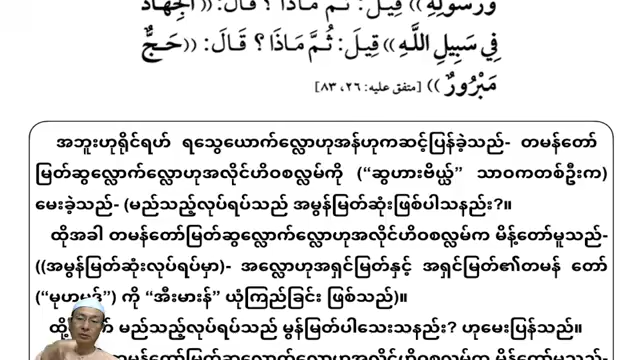 وَرَسُولِهِ)) قِيلَ: ثُمَّ مَاذَا؟ قَالَ: ((الْجِهَادُ
فِي سَبِيلِ اللَّهِ)) قِيلَ: ثُمَّ مَاذَا؟ قَالَ: ((حَجٌّ
مَبْرُورٌ)) [متفق عليه: ٢٦، ٨٣]
အဘူးဟုရိုင်ရဟ် ရသွေယောက်လ္လောဟုအန်ဟုကဆင့်ပြန်ခဲ့သည်- တမန်တော်
မြတ်ဆွလ္လောက်လ္လောဟုအလိုင်ဟိဝစလ္လမ်ကို (“ဆွဟားဗိယ်” သာဝကတစ်ဦးက)
မေးခဲ့သည်- (မည်သည့်လုပ်ရပ်သည် အမွန်မြတ်ဆုံးဖြစ်ပါသနည်း?။
ထိုအခါ တမန်တော်မြတ်ဆွလ္လောက်လ္လောဟုအလိုင်ဟိဝစလ္လမ်က မိန့်တော်မူသည်-
((အမွန်မြတ်ဆုံးလုပ်ရပ်မှာ)- အလ္လောဟုအရှင်မြတ်နှင့် အရှင်မြတ်၏တမန် တော်
(“မုဟမ္မဒ်”) ကို “အီးမားန်” ယုံကြည်ခြင်း ဖြစ်သည်)။
မည်သည့်လုပ်ရပ်သည် မွန်မြတ်ပါသေးသနည်း? ဟုမေးပြန်သည်။